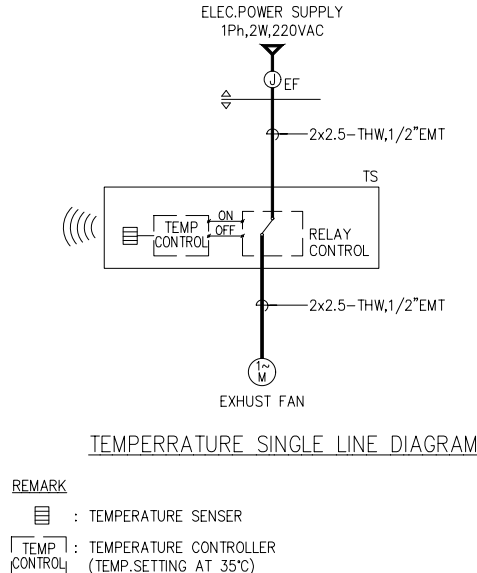 ELEC.POWER SUPPLY
1Ph,2W,220VAC
J
EF
2x2.5-THW,1/2"EMT
TS
TEMP
CONTROL
ON
OFF
RELAY
CONTROL
2x2.5-THW,1/2"EMT
1~
M
EXHUST FAN
TEMPERRATURE SINGLE LINE DIAGRAM
REMARK
: TEMPERATURE SENSER
TEMP
CONTROL
: TEMPERATURE CONTROLLER
(TEMP.SETTING AT 35°C)